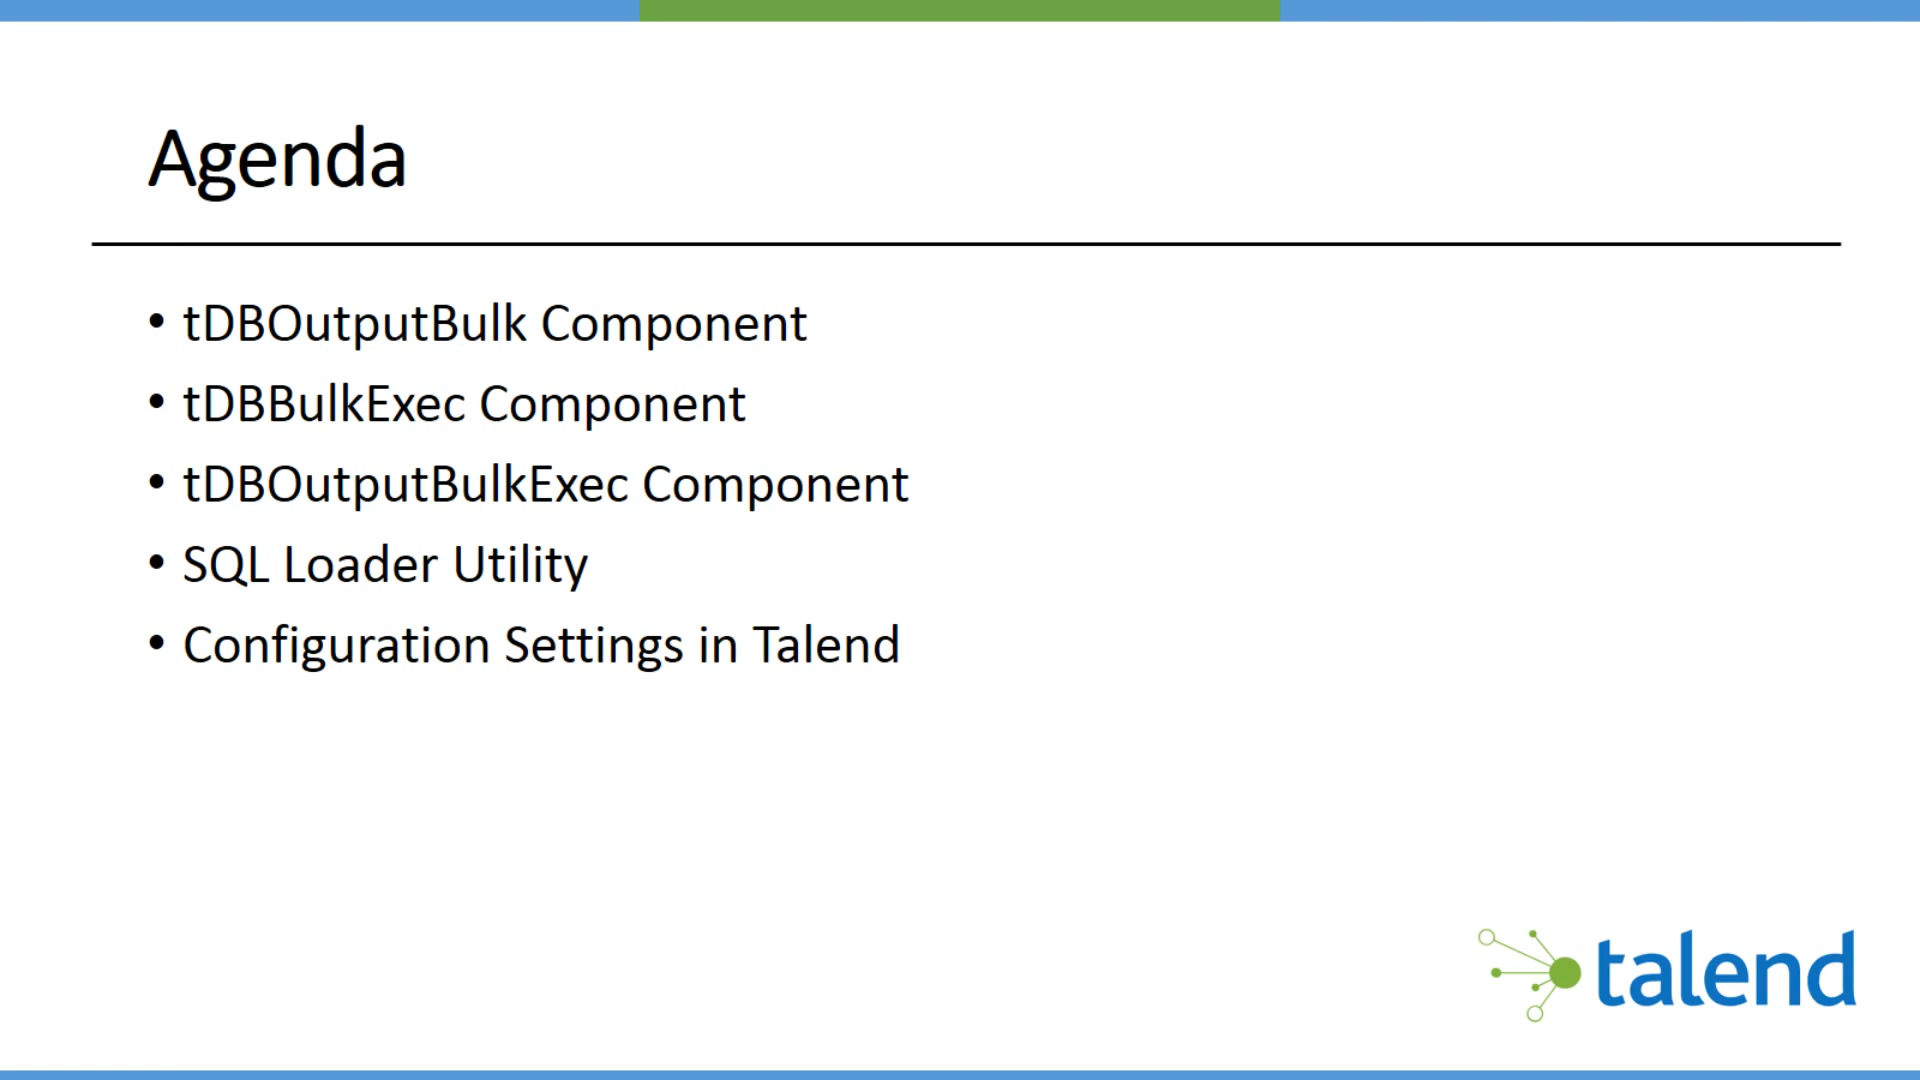 Agenda
• tDBOutputBulk Component
• tDBBulkExec Component
• tDBOutputBulkExec Component
• SQL Loader Utility
• Configuration Settings in Talend
talend